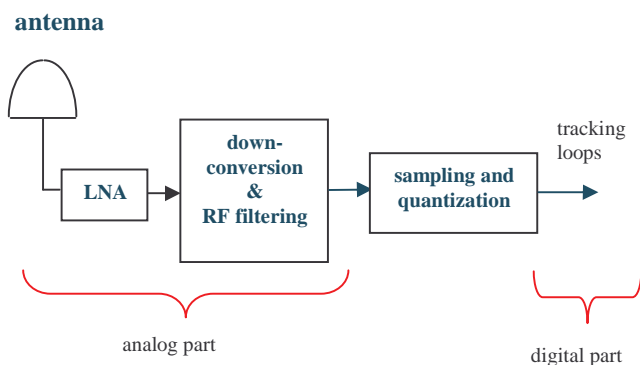 antenna
LNA
down-
conversion
&
RF filtering
sampling and
quantization
tracking
loops
analog part
digital part